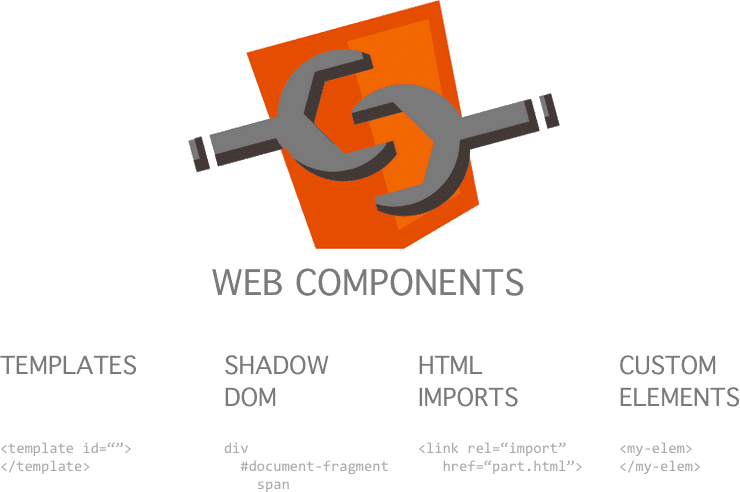 WEB COMPONENTS
TEMPLATES
<template id=“”>
</template>
SHADOW
DOM
div
#document-fragment
span
HTML
IMPORTS
<link rel=“import”
href=“part.html”>
CUSTOM
ELEMENTS
<my-elem>
</my-elem>